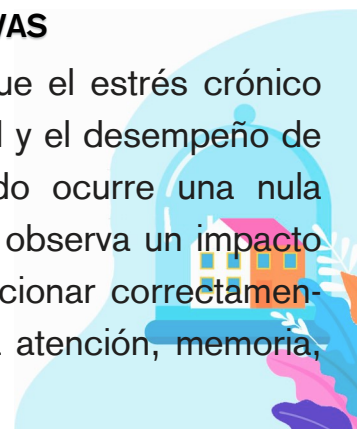 VAS
ue el estrés crónico
l y el desempeño de
do ocurre una nula
observa un impacto
cionar correctamen-
a atención, memoria,